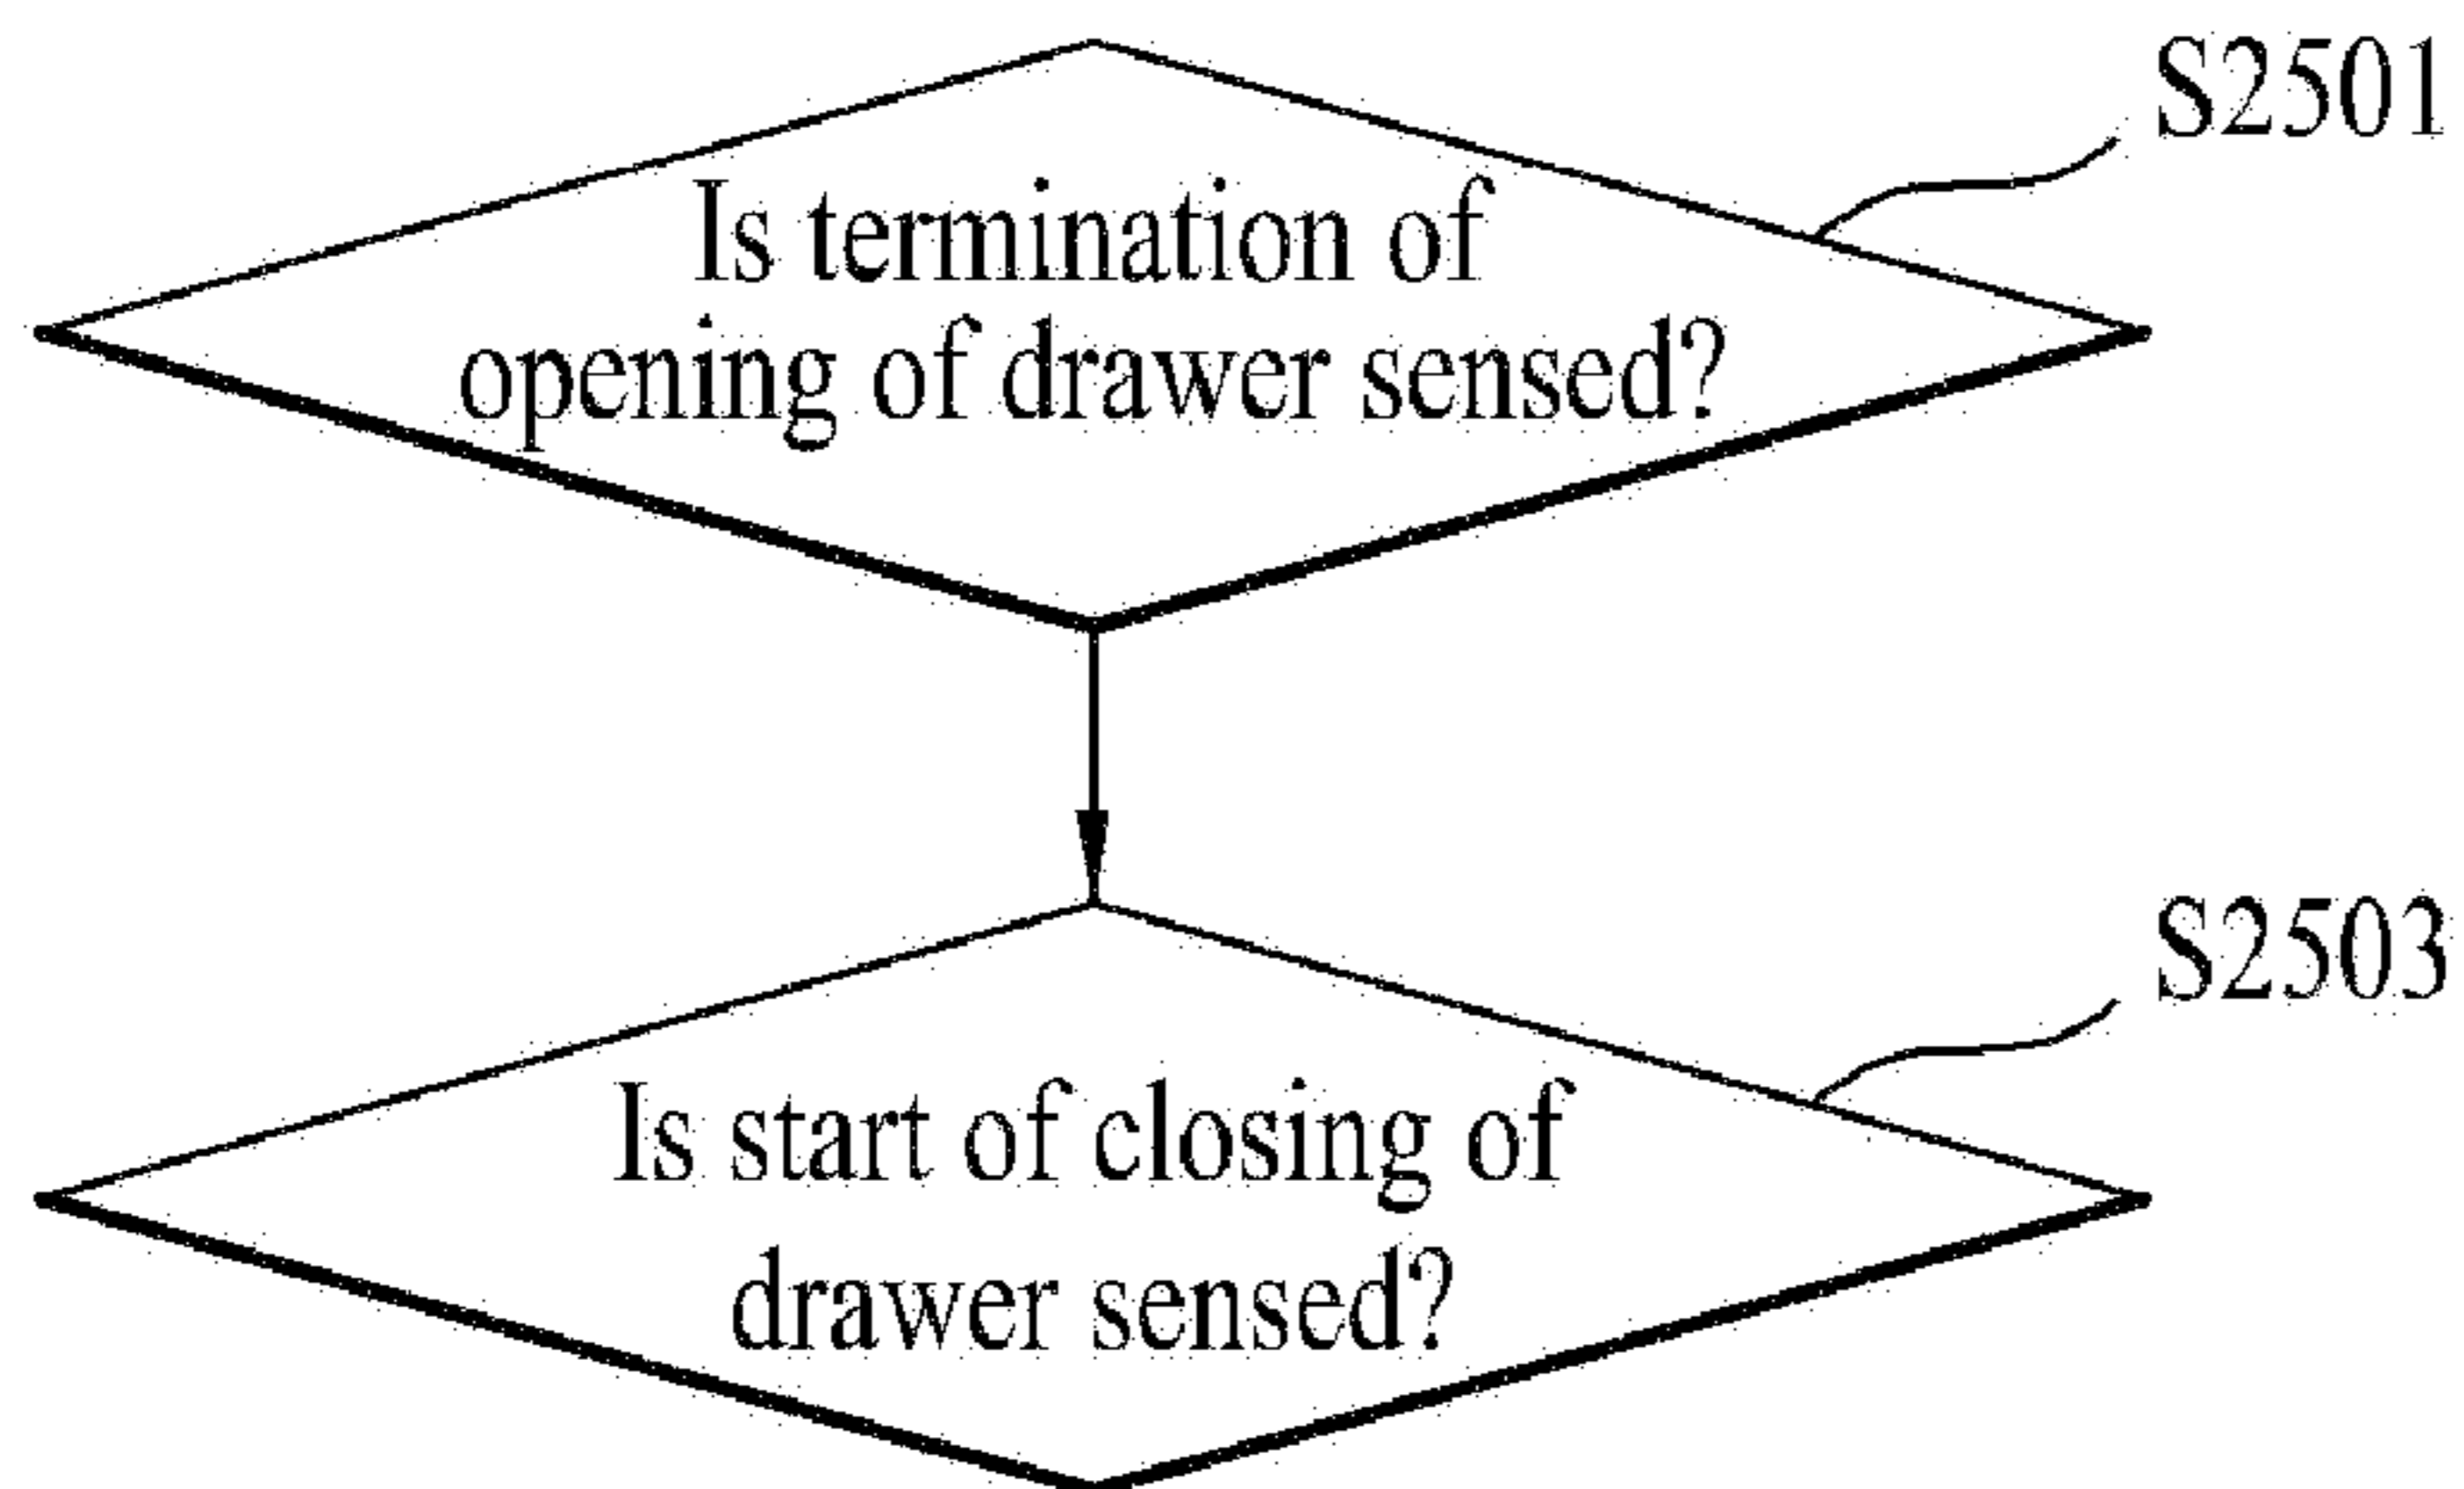 S2501
Is termination of
opening of drawer sensed?
S2503
Is start of closing of
drawer sensed?